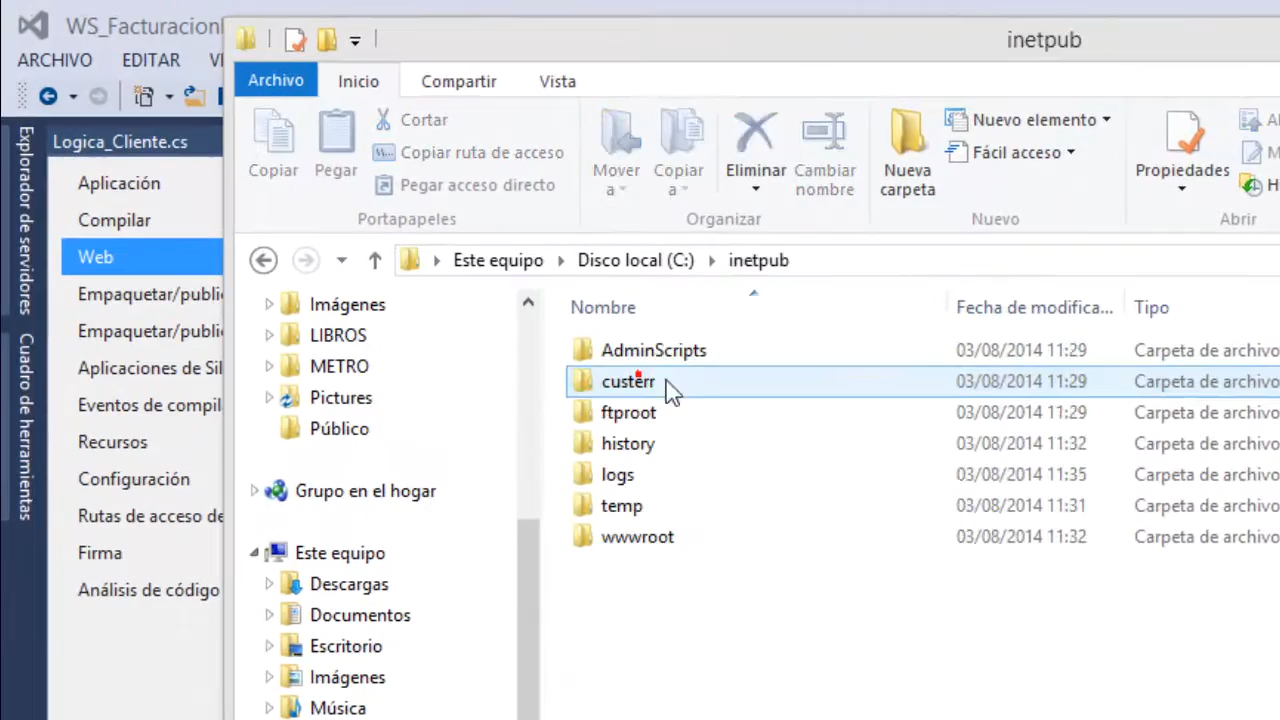 WS_Facturacion
ARCHIVO EDITAR
Logica_Cliente.cs
Explorador de servidores
Cuadro de herramientas
Aplicación
Compilar
Web
Empaquetar/public
Empaquetar/public
Aplicaciones de Sil
Eventos de compil
Recursos
Configuración
Rutas de acceso de
Firma
Análisis de código
inetpub
Archivo Inicio Compartir Vista
Copiar
Pegar
Cortar
Copiar ruta de acceso
Pegar acceso directo
Portapapeles
Mover a
Copiar a
Eliminar
Cambiar nombre
Organizar
Nueva carpeta
Nuevo elemento
Fácil acceso
Nuevo
Propiedades
Abrir
Este equipo Disco local (C:) inetpub
Imágenes
LIBROS
METRO
Pictures
Público
Grupo en el hogar
Este equipo
Descargas
Documentos
Escritorio
Imágenes
Música
Nombre Fecha de modifica... Tipo
AdminScripts 03/08/2014 11:29 Carpeta de archivo
custerr 03/08/2014 11:29 Carpeta de archivo
ftproot 03/08/2014 11:29 Carpeta de archivo
history 03/08/2014 11:32 Carpeta de archivo
logs 03/08/2014 11:35 Carpeta de archivo
temp 03/08/2014 11:31 Carpeta de archivo
wwwroot 03/08/2014 11:32 Carpeta de archivo